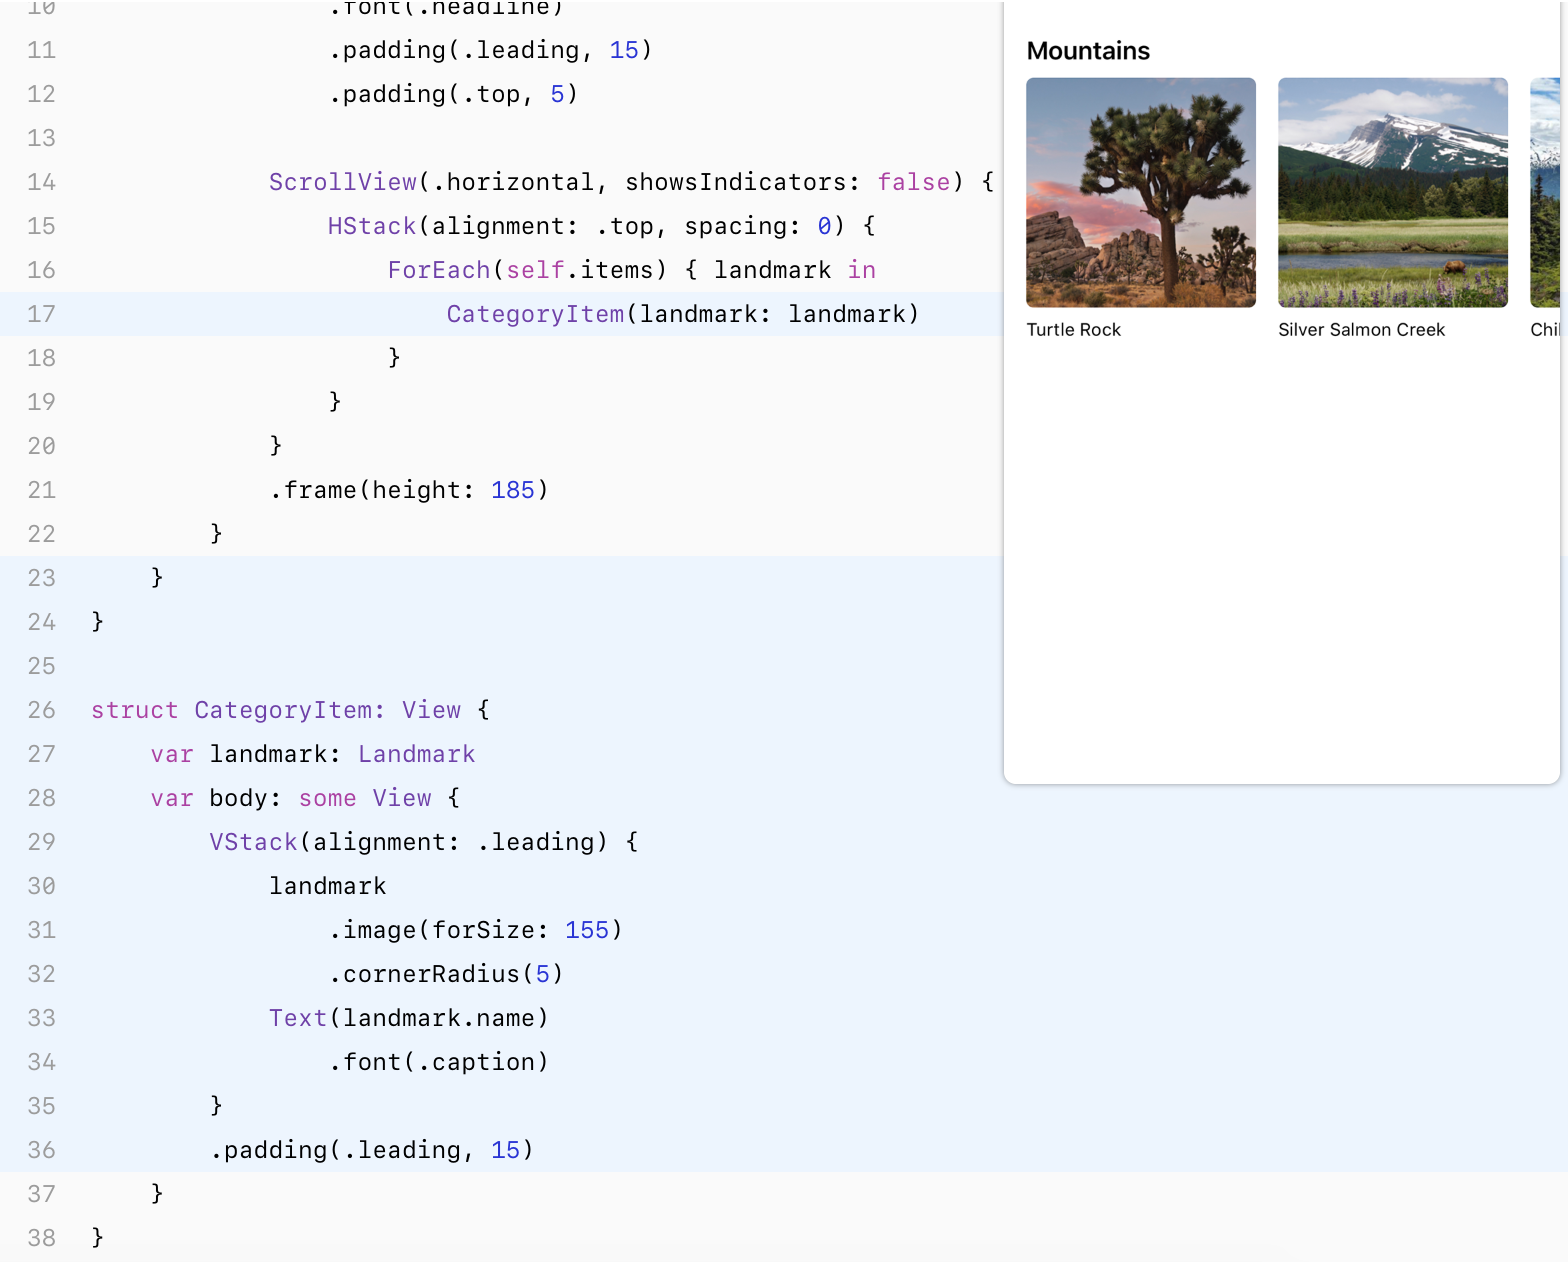 10                  .font(.headline)
11                  .padding(.leading, 15)
12                  .padding(.top, 5)
13
14              ScrollView(.horizontal, showsIndicators: false) {
15                  HStack(alignment: .top, spacing: 0) {
16                      ForEach(self.items) { landmark in
17                          CategoryItem(landmark: landmark)
18                      }
19                  }
20              }
21              .frame(height: 185)
22          }
23      }
24  }
25
26  struct CategoryItem: View {
27      var landmark: Landmark
28      var body: some View {
29          VStack(alignment: .leading) {
30              landmark
31                  .image(forSize: 155)
32                  .cornerRadius(5)
33              Text(landmark.name)
34                  .font(.caption)
35          }
36          .padding(.leading, 15)
37      }
38  }
Mountains
Turtle Rock
Silver Salmon Creek
Chil